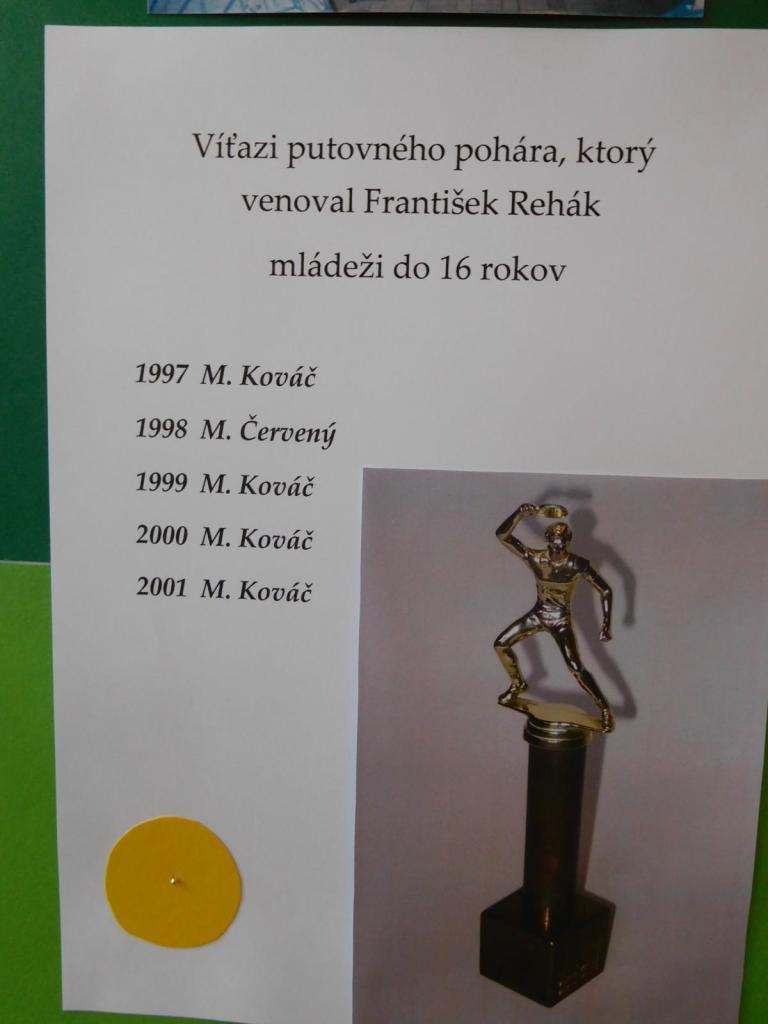 Víťazi putovného pohára, ktorý
venoval František Rehák
mládeži do 16 rokov
1997 M. Kováč
1998 M. Červený
1999 M. Kováč
2000 M. Kováč
2001 M. Kováč